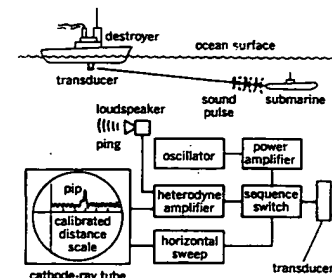 destroyer
ocean surface
transducer
sound
pulse
submarine
loudspeaker
ping
oscillator
power
amplifier
pip
heterodyne
amplifier
sequence
switch
calibrated
distance
scale
horizontal
sweep
cathode-ray tube
transducer